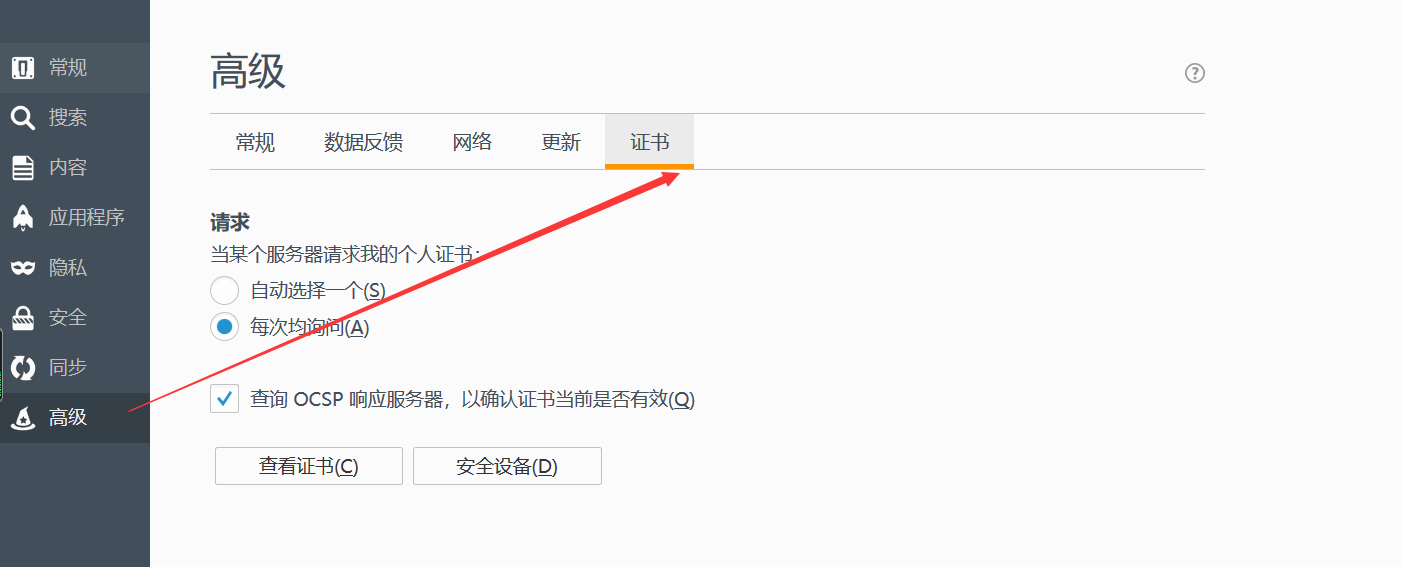 常规
搜索
内容
应用程序
隐私
安全
同步
高级
高级
?
常规 数据反馈 网络 更新 证书
请求
当某个服务器请求我的个人证书:
自动选择一个(S)
每次均询问(A)
查询 OCSP 响应服务器，以确认证书当前是否有效(Q)
查看证书(C) 安全设备(D)